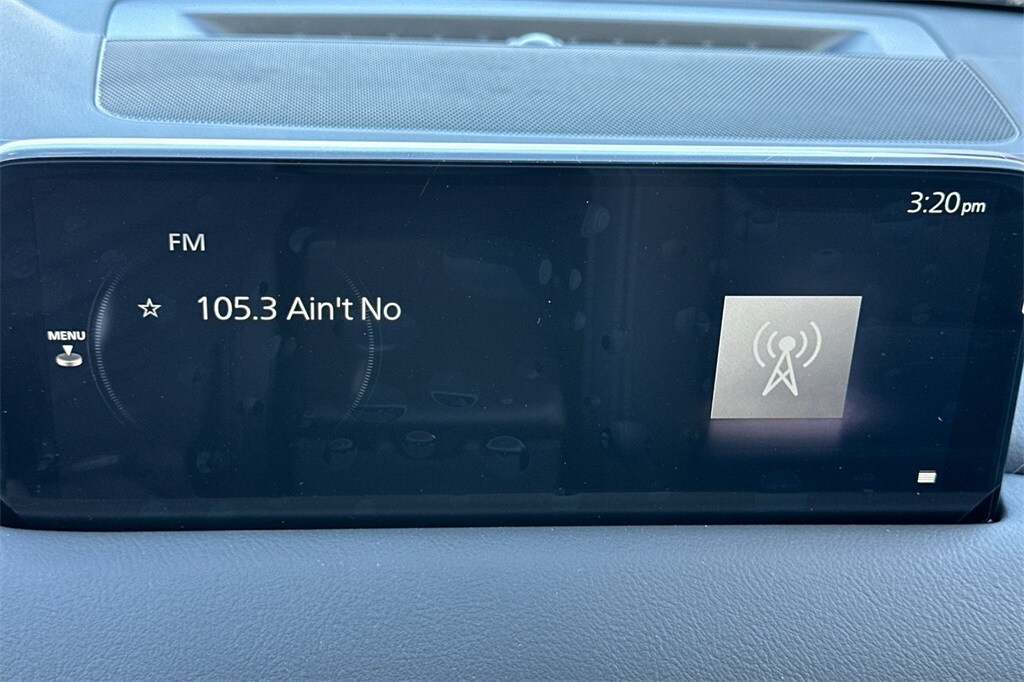 3:20pm
FM
☆ 105.3 Ain't No
MENU